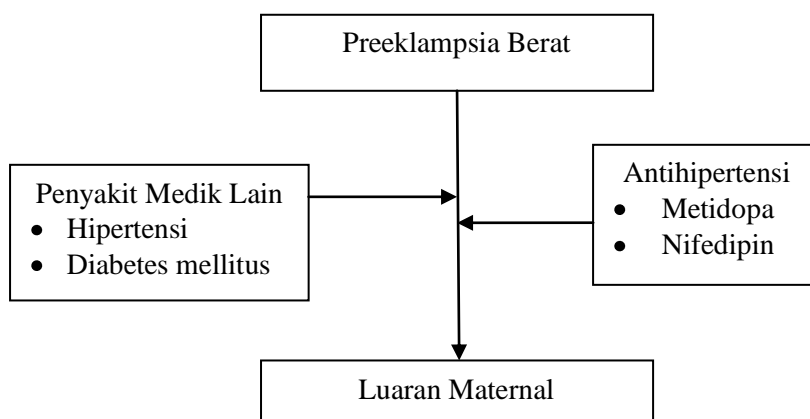 Preeklampsia Berat
Penyakit Medik Lain
• Hipertensi
• Diabetes mellitus
Antihipertensi
• Metidopa
• Nifedipin
Luaran Maternal